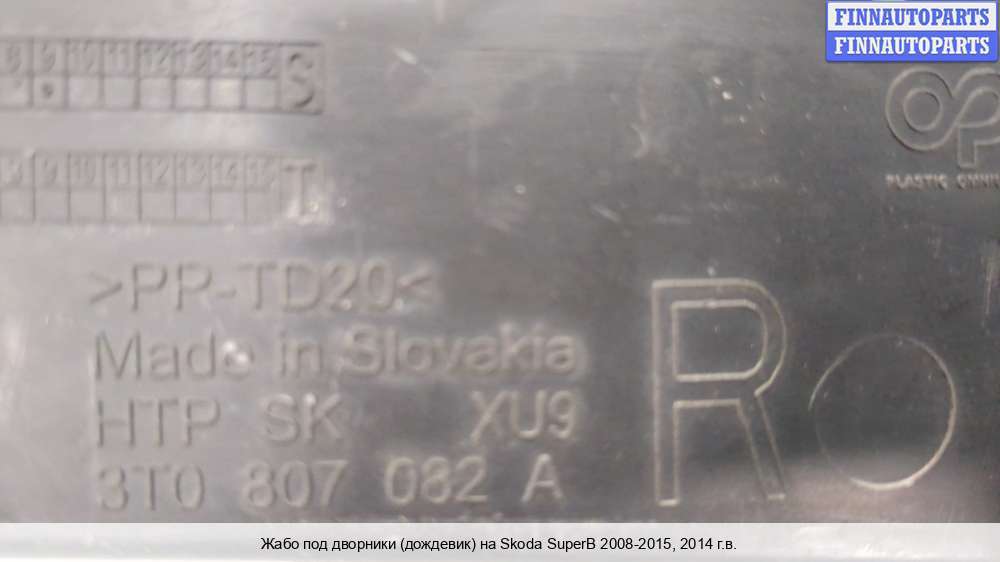 FINNAUTOPARTS
FINNAUTOPARTS
8 9 10 11 12 13 14 15 S
9 10 11 12 13 14 15 T
PLASTIC
>PP-TD20<
Made in Slovakia
HTP SK XU9
3T0 807 082 A
R
Жабо под дворники (дождевик) на Skoda SuperB 2008-2015, 2014 г.в.